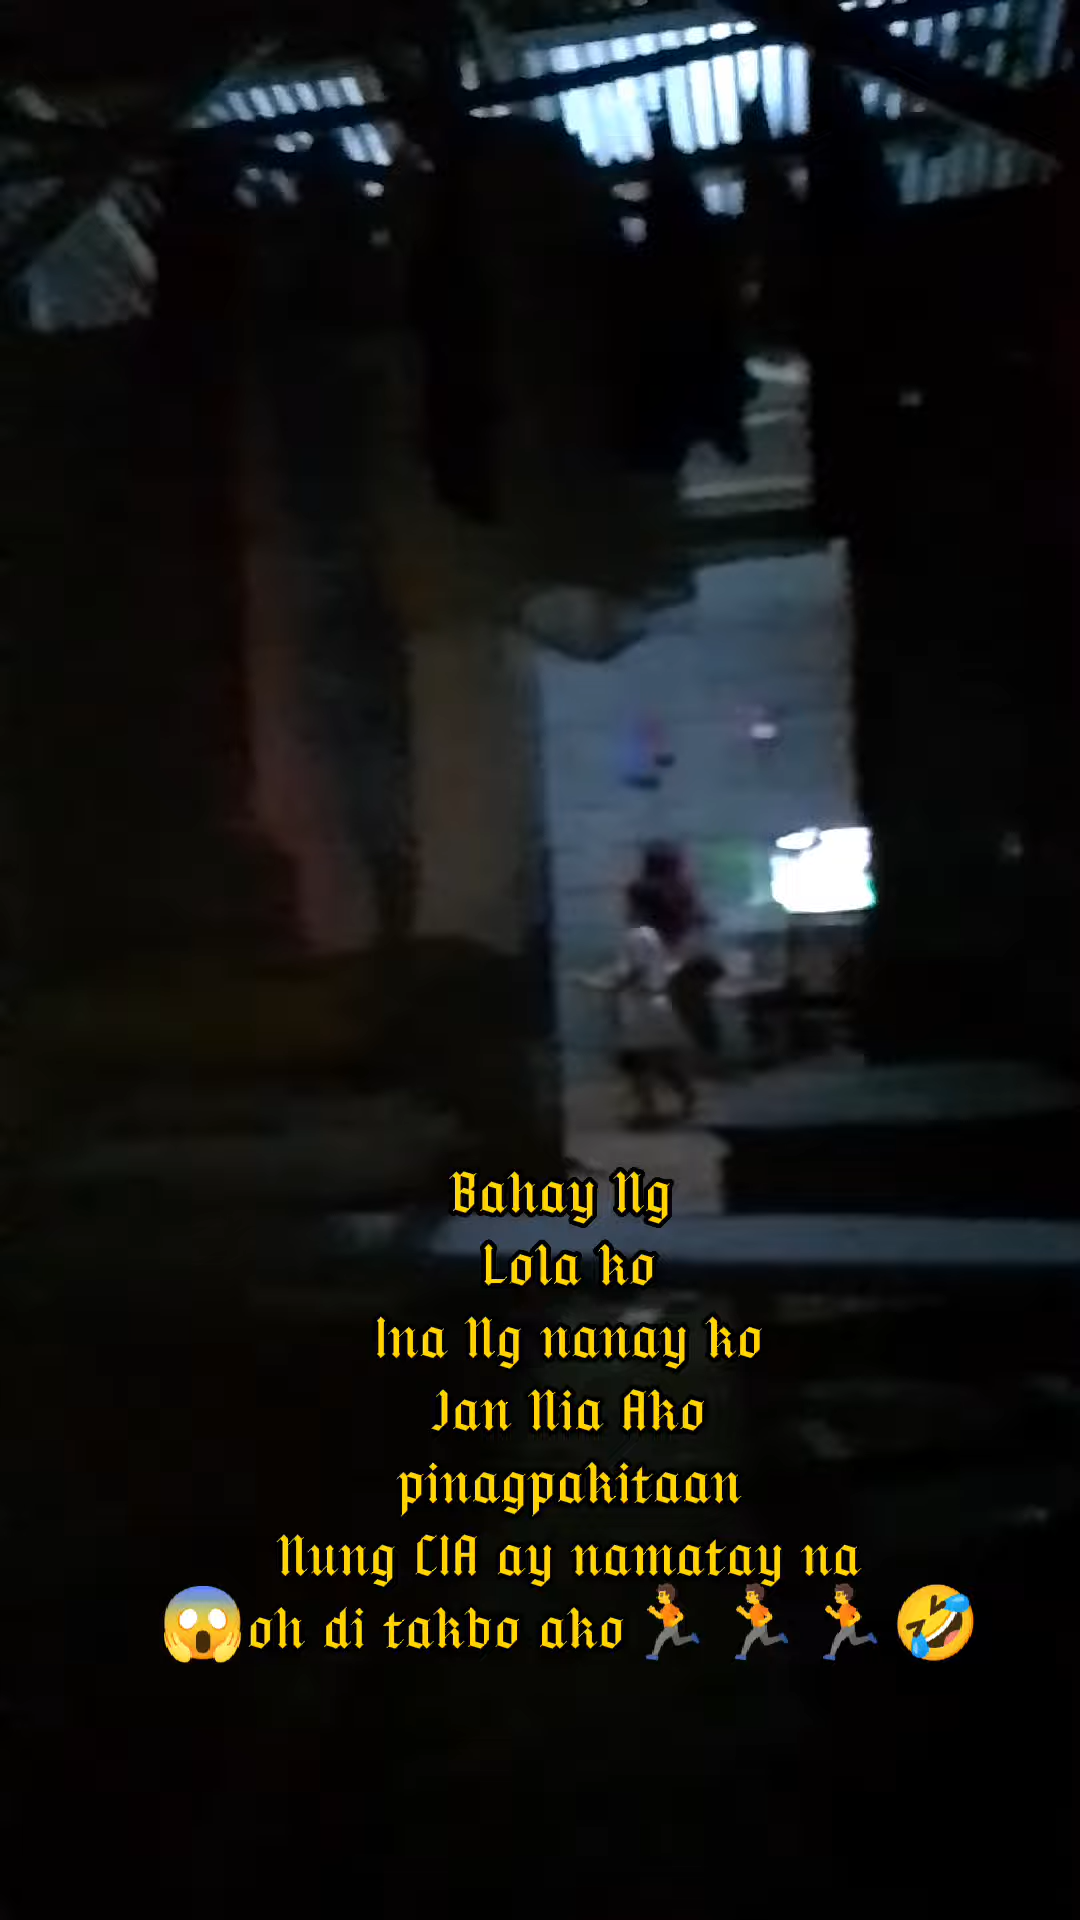 Bahay Ng
Lola ko
Ina Ng nanay ko
Jan Nia Ako
pinagpakitaan
Nung CIA ay namatay na
😱oh di takbo ako🏃🏃🏃🤣